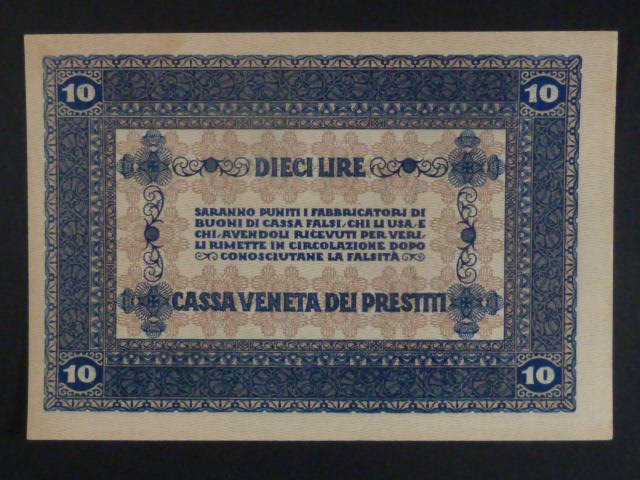 10 10
DIECI LIRE
SARANNO PUNITI I FABBRICATORI DI
BUONI DI CASSA FALSI, CHI LI USA, E
CHI, AVENDOLI RICEVUTI PER VERI,
LI RIMETTE IN CIRCOLAZIONE DOPO
CONOSCIUTANE LA FALSITÀ
CASSA VENETA DEI PRESTITI
10 10